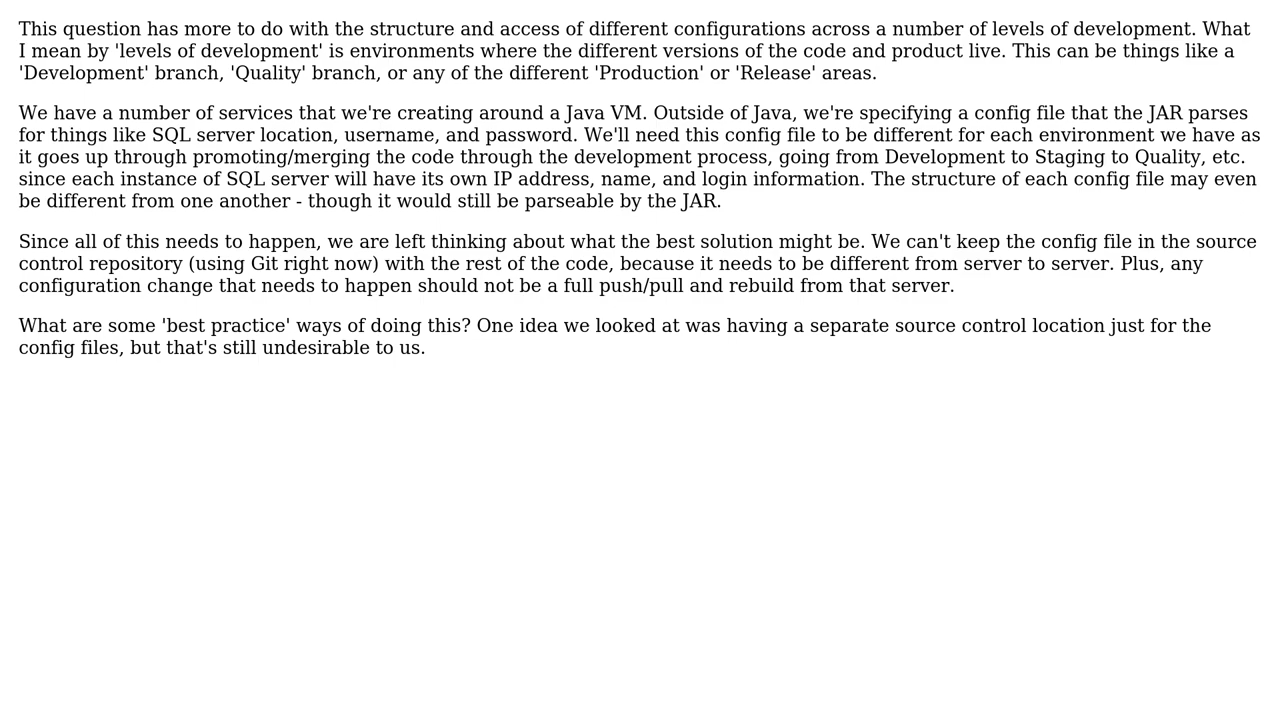 This question has more to do with the structure and access of different configurations across a number of levels of development. What
I mean by 'levels of development' is environments where the different versions of the code and product live. This can be things like a
'Development' branch, 'Quality' branch, or any of the different 'Production' or 'Release' areas.
We have a number of services that we're creating around a Java VM. Outside of Java, we're specifying a config file that the JAR parses
for things like SQL server location, username, and password. We'll need this config file to be different for each environment we have as
it goes up through promoting/merging the code through the development process, going from Development to Staging to Quality, etc.
since each instance of SQL server will have its own IP address, name, and login information. The structure of each config file may even
be different from one another - though it would still be parseable by the JAR.
Since all of this needs to happen, we are left thinking about what the best solution might be. We can't keep the config file in the source
control repository (using Git right now) with the rest of the code, because it needs to be different from server to server. Plus, any
configuration change that needs to happen should not be a full push/pull and rebuild from that server.
What are some 'best practice' ways of doing this? One idea we looked at was having a separate source control location just for the
config files, but that's still undesirable to us.